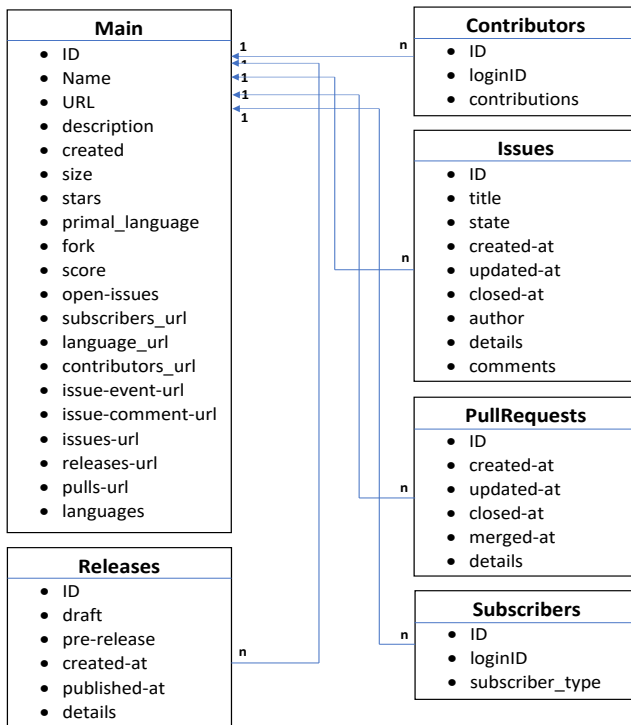 Main
• ID
• Name
• URL
• description
• created
• size
• stars
• primal_language
• fork
• score
• open-issues
• subscribers_url
• language_url
• contributors_url
• issue-event-url
• issue-comment-url
• issues-url
• releases-url
• pulls-url
• languages
Releases
• ID
• draft
• pre-release
• created-at
• published-at
• details
1
1
1
1
1
n
n
n
n
n
Contributors
• ID
• loginID
• contributions
Issues
• ID
• title
• state
• created-at
• updated-at
• closed-at
• author
• details
• comments
PullRequests
• ID
• created-at
• updated-at
• closed-at
• merged-at
• details
Subscribers
• ID
• loginID
• subscriber_type